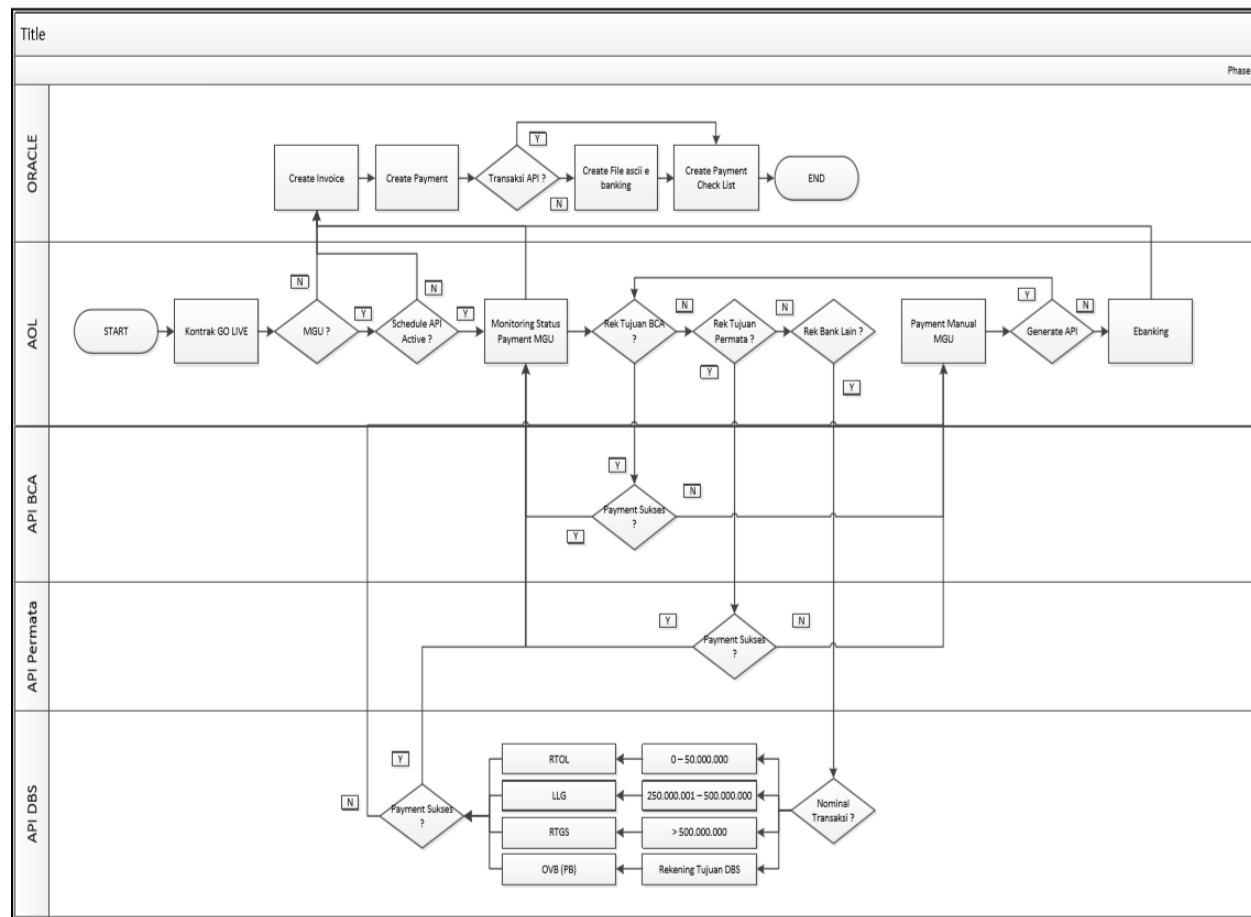 Title
Phase
ORACLE
Create Invoice
Create Payment
Transaksi API ?
Y
N
Create File ascii e
banking
Create Payment
Check List
END
AOL
START
Kontrak GO LIVE
MGU ?
N
Y
Schedule API
Active ?
N
Y
Monitoring Status
Payment MGU
Rek Tujuan BCA
?
N
Rek Tujuan
Permata ?
N
Y
Rek Bank Lain ?
Y
Payment Manual
MGU
Generate API
Y
N
Ebanking
API BCA
Y
Payment Sukses
?
Y
N
API Permata
Y
Payment Sukses
?
N
API DBS
Y
N
Payment Sukses
?
RTOL
0 – 50.000.000
LLG
250.000.001 – 500.000.000
RTGS
> 500.000.000
OVB (PB)
Rekening Tujuan DBS
Nominal
Transaksi ?